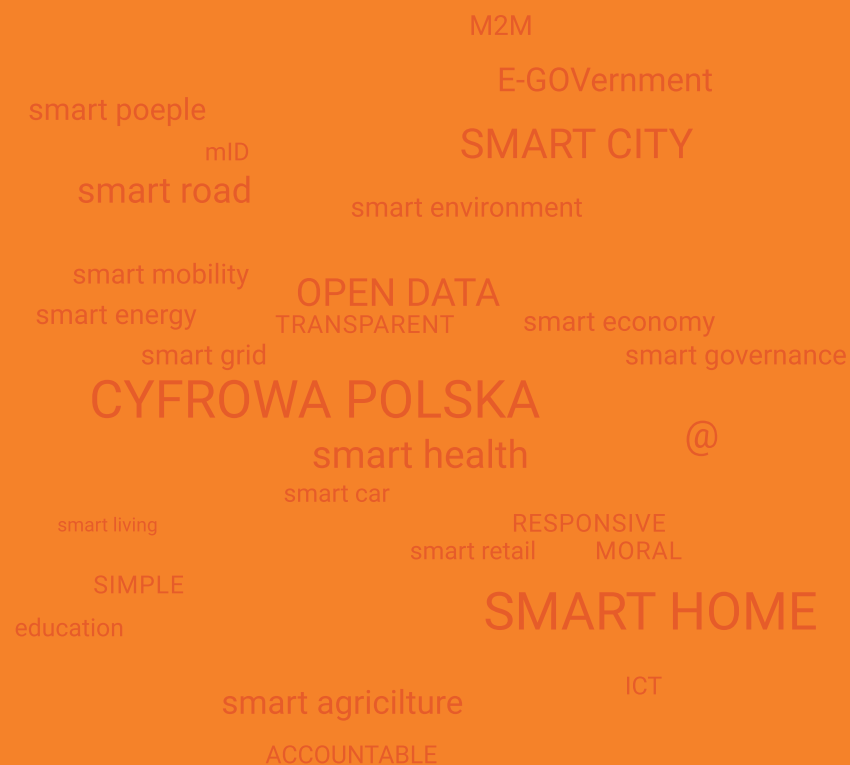 M2M
E-GOVernment
smart poeple
SMART CITY
mID
smart road
smart environment
smart mobility
OPEN DATA
smart energy
TRANSPARENT
smart economy
smart grid
smart governance
CYFROWA POLSKA
@
smart health
smart car
smart living
RESPONSIVE
smart retail
MORAL
SIMPLE
SMART HOME
education
ICT
smart agricilture
ACCOUNTABLE